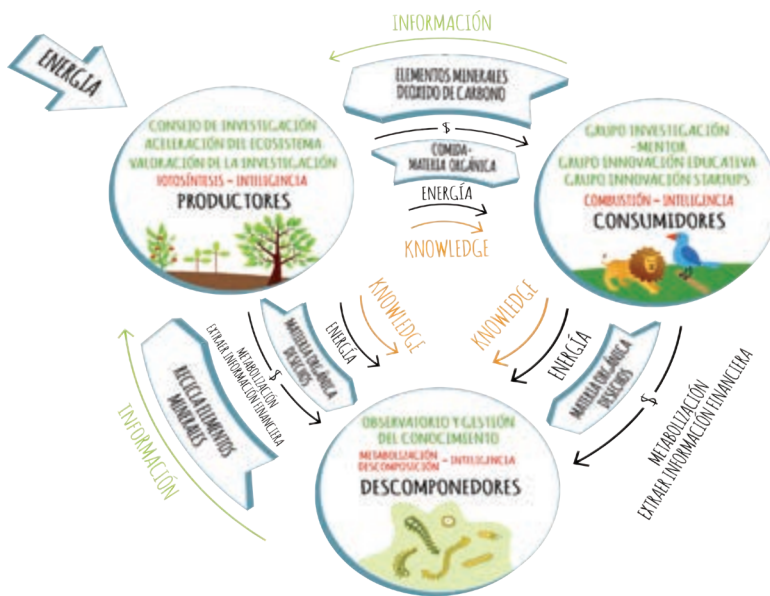 INFORMACIÓN
ENERGÍA
ELEMENTOS MINERALES
DIOXIDO DE CARBONO
$
COMIDA-
MATERIA ORGÁNICA
ENERGÍA
KNOWLEDGE
CONSEJO DE INVESTIGACIÓN
ACELERACIÓN DEL ECOSISTEMA
VALORACIÓN DE LA INVESTIGACIÓN
FOTOSÍNTESIS - INTELIGENCIA
PRODUCTORES
GRUPO INVESTIGACIÓN
-MENTOR
GRUPO INNOVACIÓN EDUCATIVA
GRUPO INNOVACIÓN STARTUPS
COMBUSTIÓN - INTELIGENCIA
CONSUMIDORES
KNOWLEDGE
ENERGÍA
MATERIA ORGÁNICA
DESECHOS
$
METABOLIZACIÓN
EXTRAER INFORMACIÓN FINANCIERA
RECICLA ELEMENTOS
MINERALES
INFORMACIÓN
KNOWLEDGE
ENERGÍA
MATERIA ORGÁNICA
DESECHOS
$
METABOLIZACIÓN
EXTRAER INFORMACIÓN FINANCIERA
OBSERVATORIO Y GESTIÓN
DEL CONOCIMIENTO
METABOLIZACIÓN
DESCOMPOSICIÓN - INTELIGENCIA
DESCOMPONEDORES